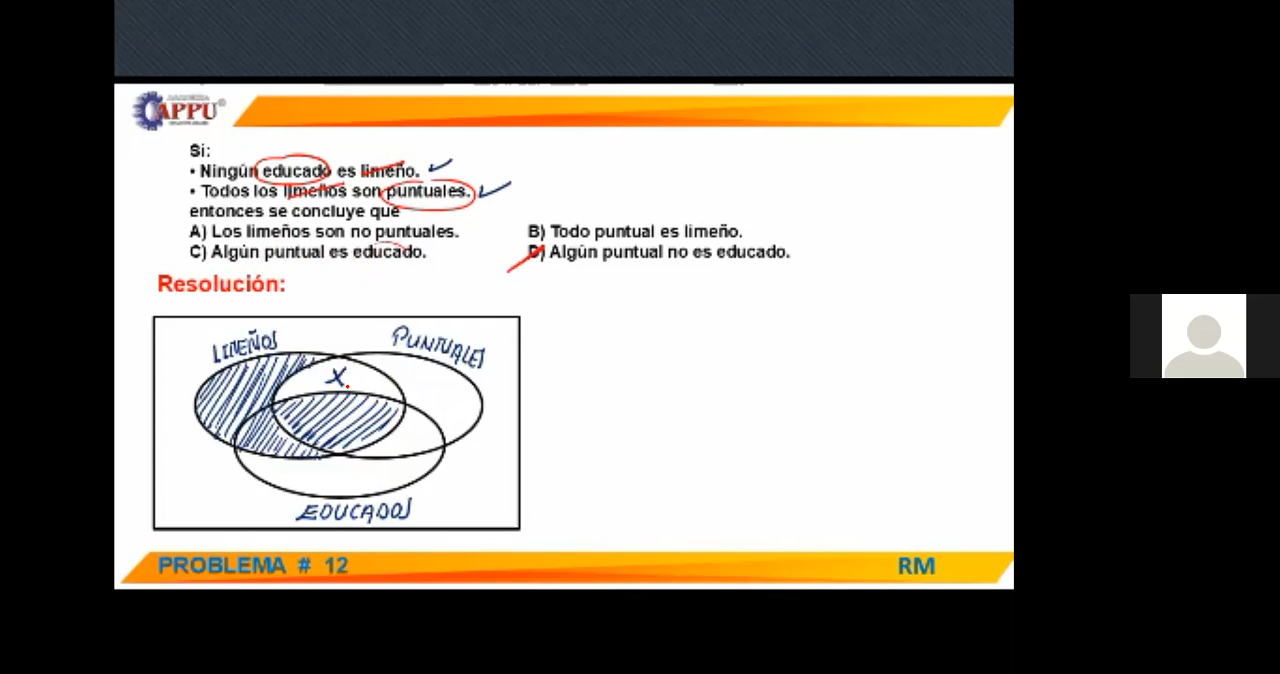 APPU
Si:
• Ningún educado es limeño.
• Todos los limeños son puntuales.
entonces se concluye que
A) Los limeños son no puntuales. B) Todo puntual es limeño.
C) Algún puntual es educado. D) Algún puntual no es educado.
Resolución:
LIMEÑOS PUNTUALES
X
EDUCADOS
PROBLEMA # 12 RM